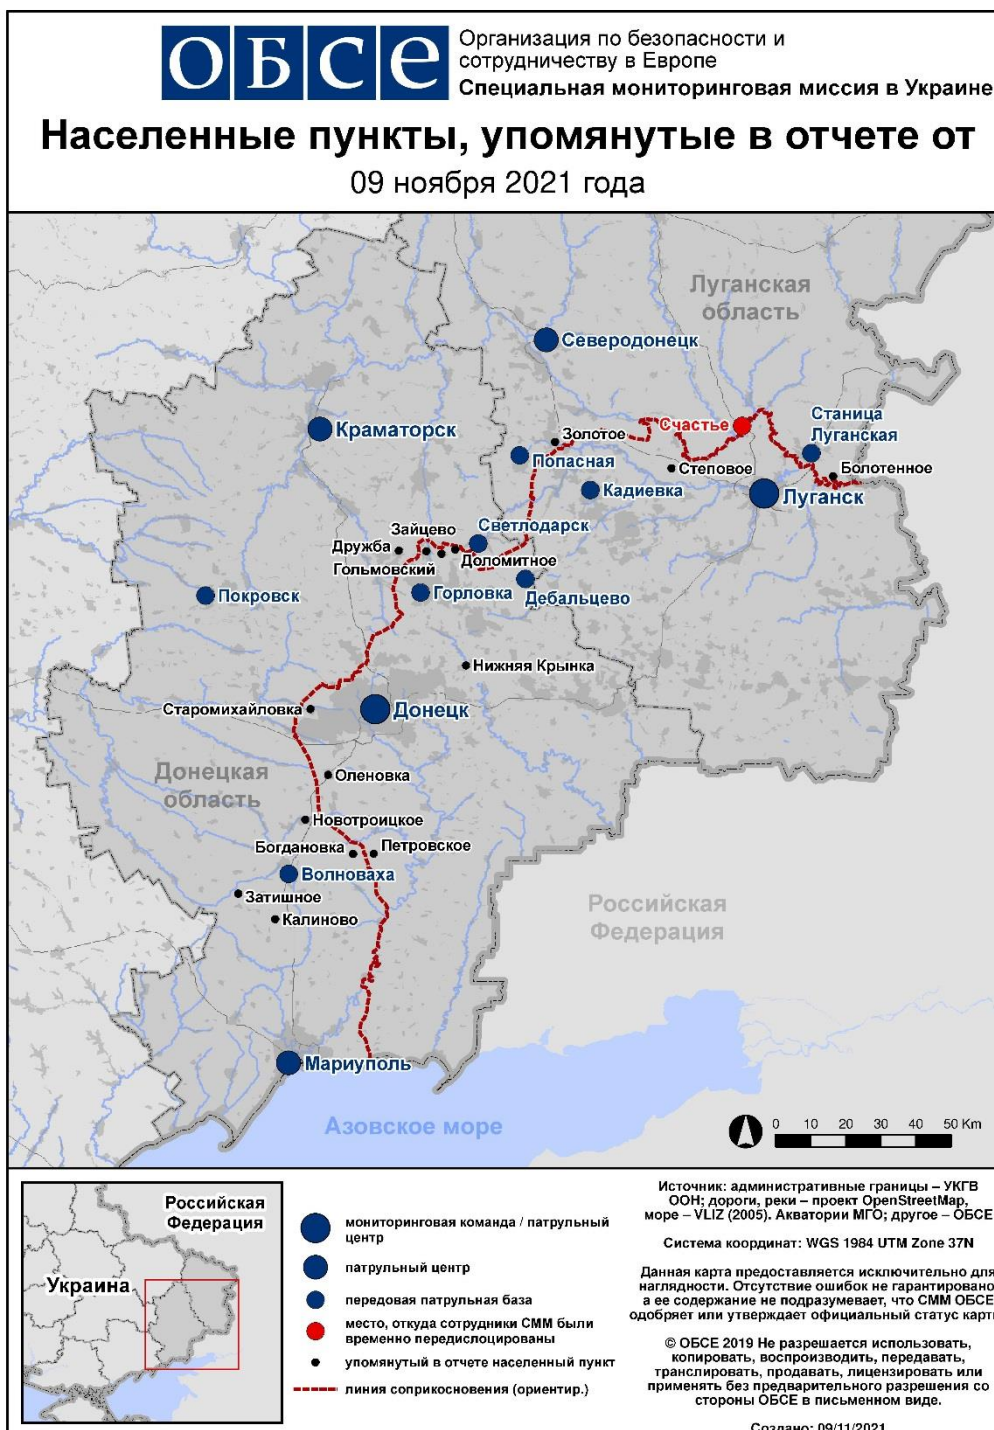 ОБСЕ
Организация по безопасности и
сотрудничеству в Европе
Специальная мониторинговая миссия в Украине
Населенные пункты, упомянутые в отчете от
09 ноября 2021 года
Луганская
область
Северодонецк
Краматорск
Золотое
Счастье
Станица
Луганская
Попасная
Степовое
Болотенное
Кадиевка
Луганск
Зайцево
Светлодарск
Дружба
Гольмовский
Доломитное
Покровск
Горловка
Дебальцево
Нижняя Крынка
Старомихайловка
Донецк
Донецкая
область
Оленовка
Новотроицкое
Богдановка
Петровское
Волноваха
Затишное
Калиново
Российская
Федерация
Мариуполь
Азовское море
0 10 20 30 40 50 Km
Российская
Федерация
Украина
мониторинговая команда / патрульный
центр
патрульный центр
передовая патрульная база
место, откуда сотрудники СММ были
временно передислоцированы
упомянутый в отчете населенный пункт
линия соприкосновения (ориентир.)
Источник: административные границы – УКГВ
ООН; дороги, реки – проект OpenStreetMap,
море – VLIZ (2005). Акватории МГО; другое – ОБСЕ
Система координат: WGS 1984 UTM Zone 37N
Данная карта предоставляется исключительно для
наглядности. Отсутствие ошибок не гарантировано
а ее содержание не подразумевает, что СММ ОБСЕ
одобряет или утверждает официальный статус карт
© ОБСЕ 2019 Не разрешается использовать,
копировать, воспроизводить, передавать,
транслировать, продавать, лицензировать или
применять без предварительного разрешения со
стороны ОБСЕ в письменном виде.
Создано: 09/11/2021